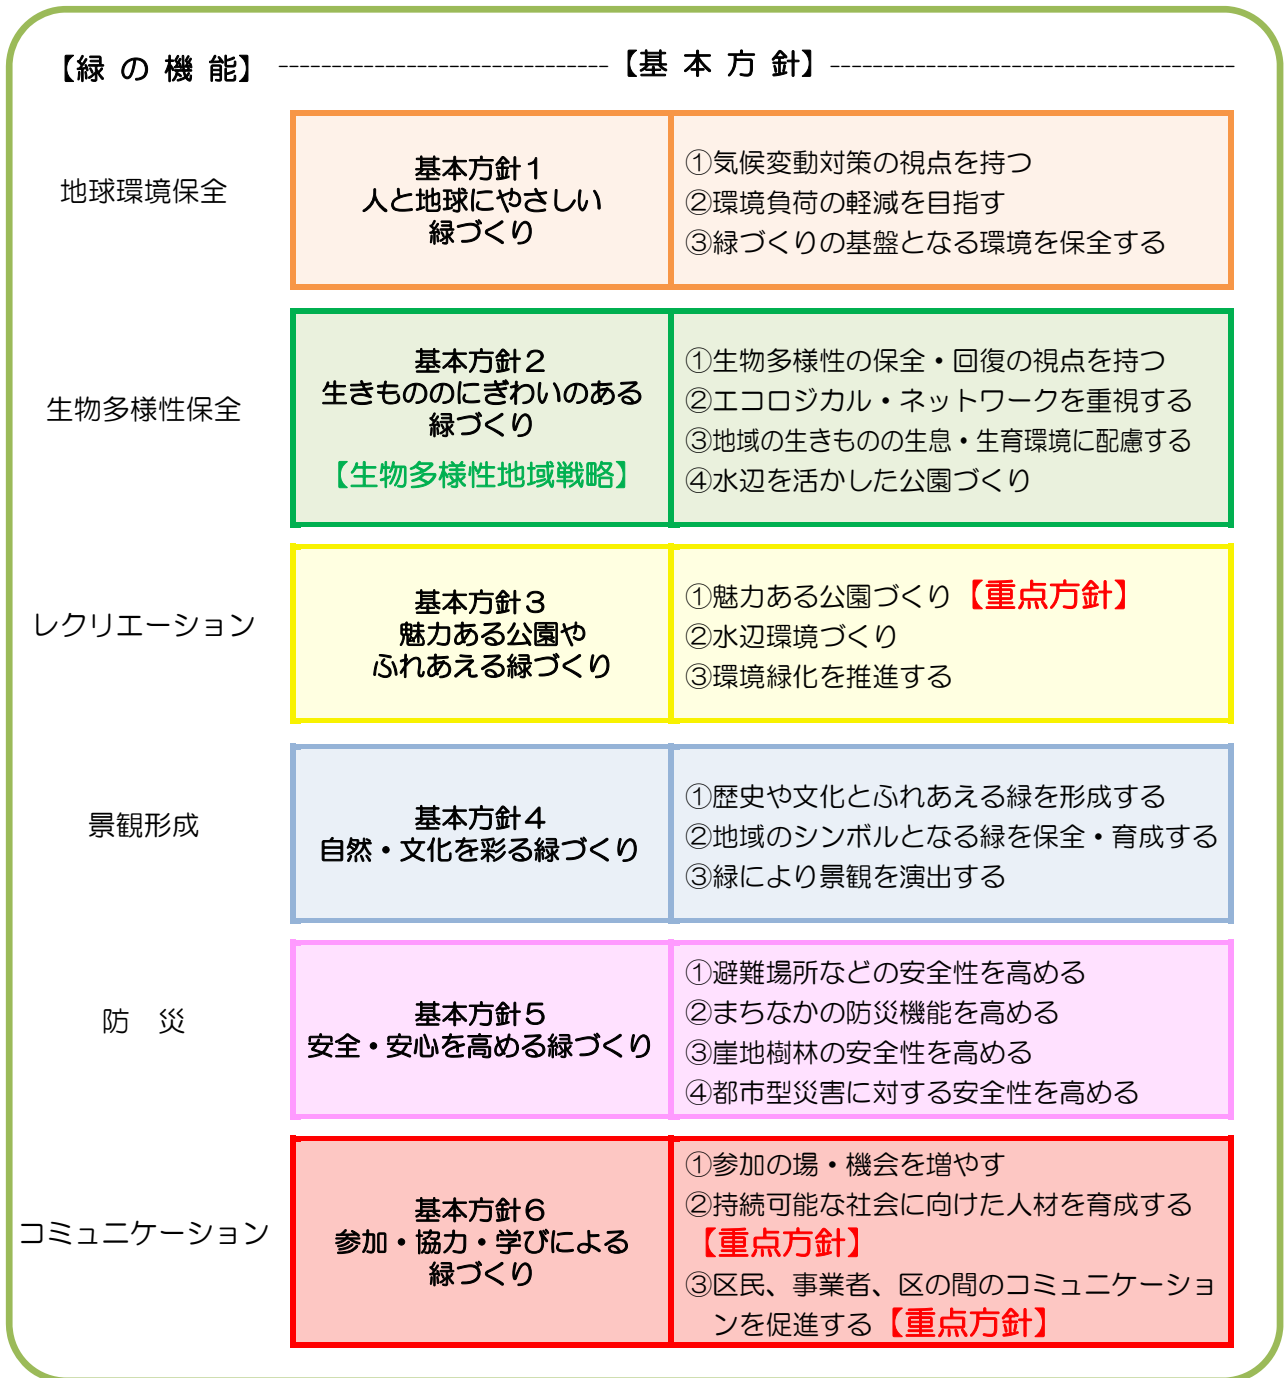 【緑の機能】 【基本方針】
地球環境保全
基本方針1
人と地球にやさしい
緑づくり
①気候変動対策の視点を持つ
②環境負荷の軽減を目指す
③緑づくりの基盤となる環境を保全する
生物多様性保全
基本方針2
生きもののにぎわいのある
緑づくり
【生物多様性地域戦略】
①生物多様性の保全・回復の視点を持つ
②エコロジカル・ネットワークを重視する
③地域の生きものの生息・生育環境に配慮する
④水辺を活かした公園づくり
レクリエーション
基本方針3
魅力ある公園や
ふれあえる緑づくり
①魅力ある公園づくり【重点方針】
②水辺環境づくり
③環境緑化を推進する
景観形成
基本方針4
自然・文化を彩る緑づくり
①歴史や文化とふれあえる緑を形成する
②地域のシンボルとなる緑を保全・育成する
③緑により景観を演出する
防 災
基本方針5
安全・安心を高める緑づくり
①避難場所などの安全性を高める
②まちなかの防災機能を高める
③崖地樹林の安全性を高める
④都市型災害に対する安全性を高める
コミュニケーション
基本方針6
参加・協力・学びによる
緑づくり
①参加の場・機会を増やす
②持続可能な社会に向けた人材を育成する
【重点方針】
③区民、事業者、区の間のコミュニケーショ
ンを促進する【重点方針】